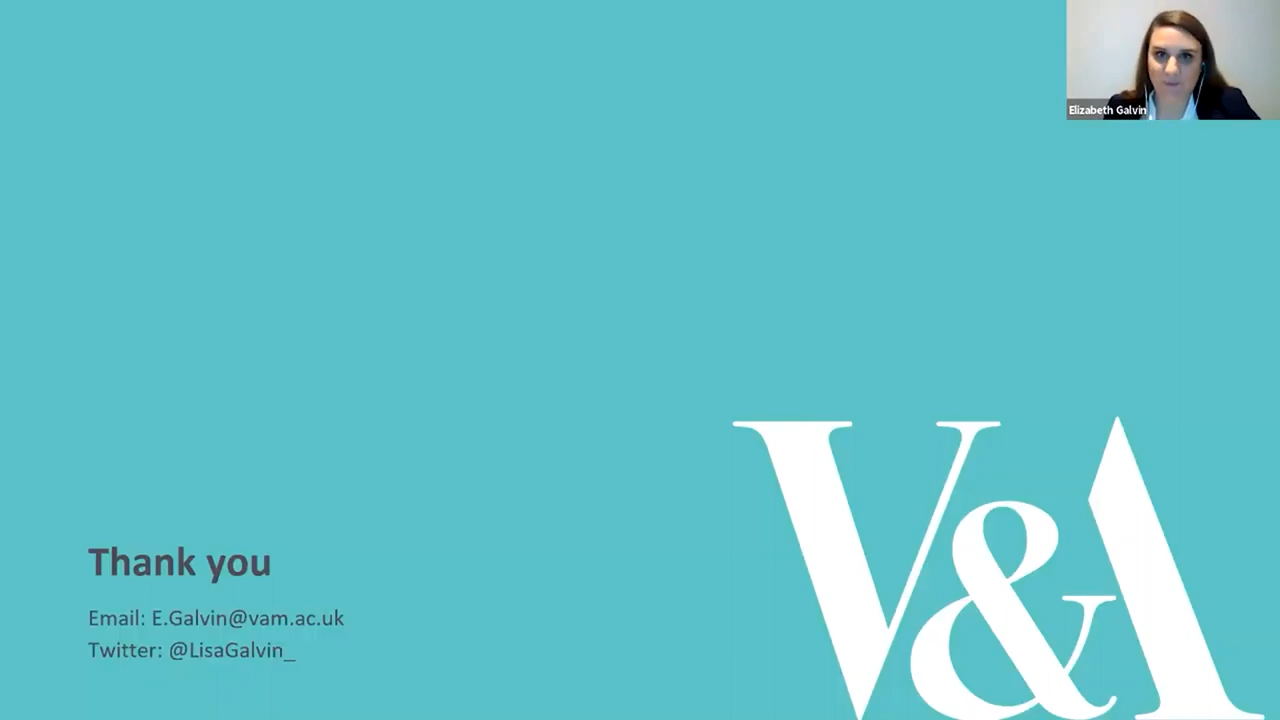 Elizabeth Galvin
V&A
Thank you
Email: E.Galvin@vam.ac.uk
Twitter: @LisaGalvin_